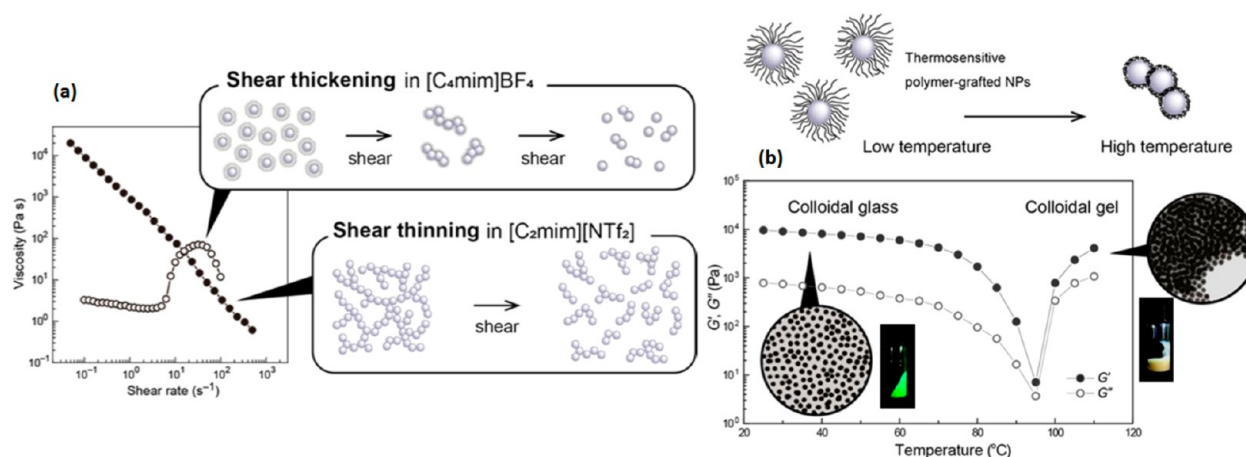 (a)
Shear thickening in [C₄mim]BF₄
shear
shear
Shear thinning in [C₂mim][NTf₂]
shear
Viscosity (Pa s)
10⁴
10³
10²
10¹
10⁰
10⁻¹
10⁻¹
10⁰
10¹
10²
10³
Shear rate (s⁻¹)
Thermosensitive
polymer-grafted NPs
Low temperature
High temperature
(b)
Colloidal glass
Colloidal gel
G', G'' (Pa)
10⁵
10⁴
10³
10²
10¹
10⁰
G'
G''
20
40
60
80
100
120
Temperature (°C)